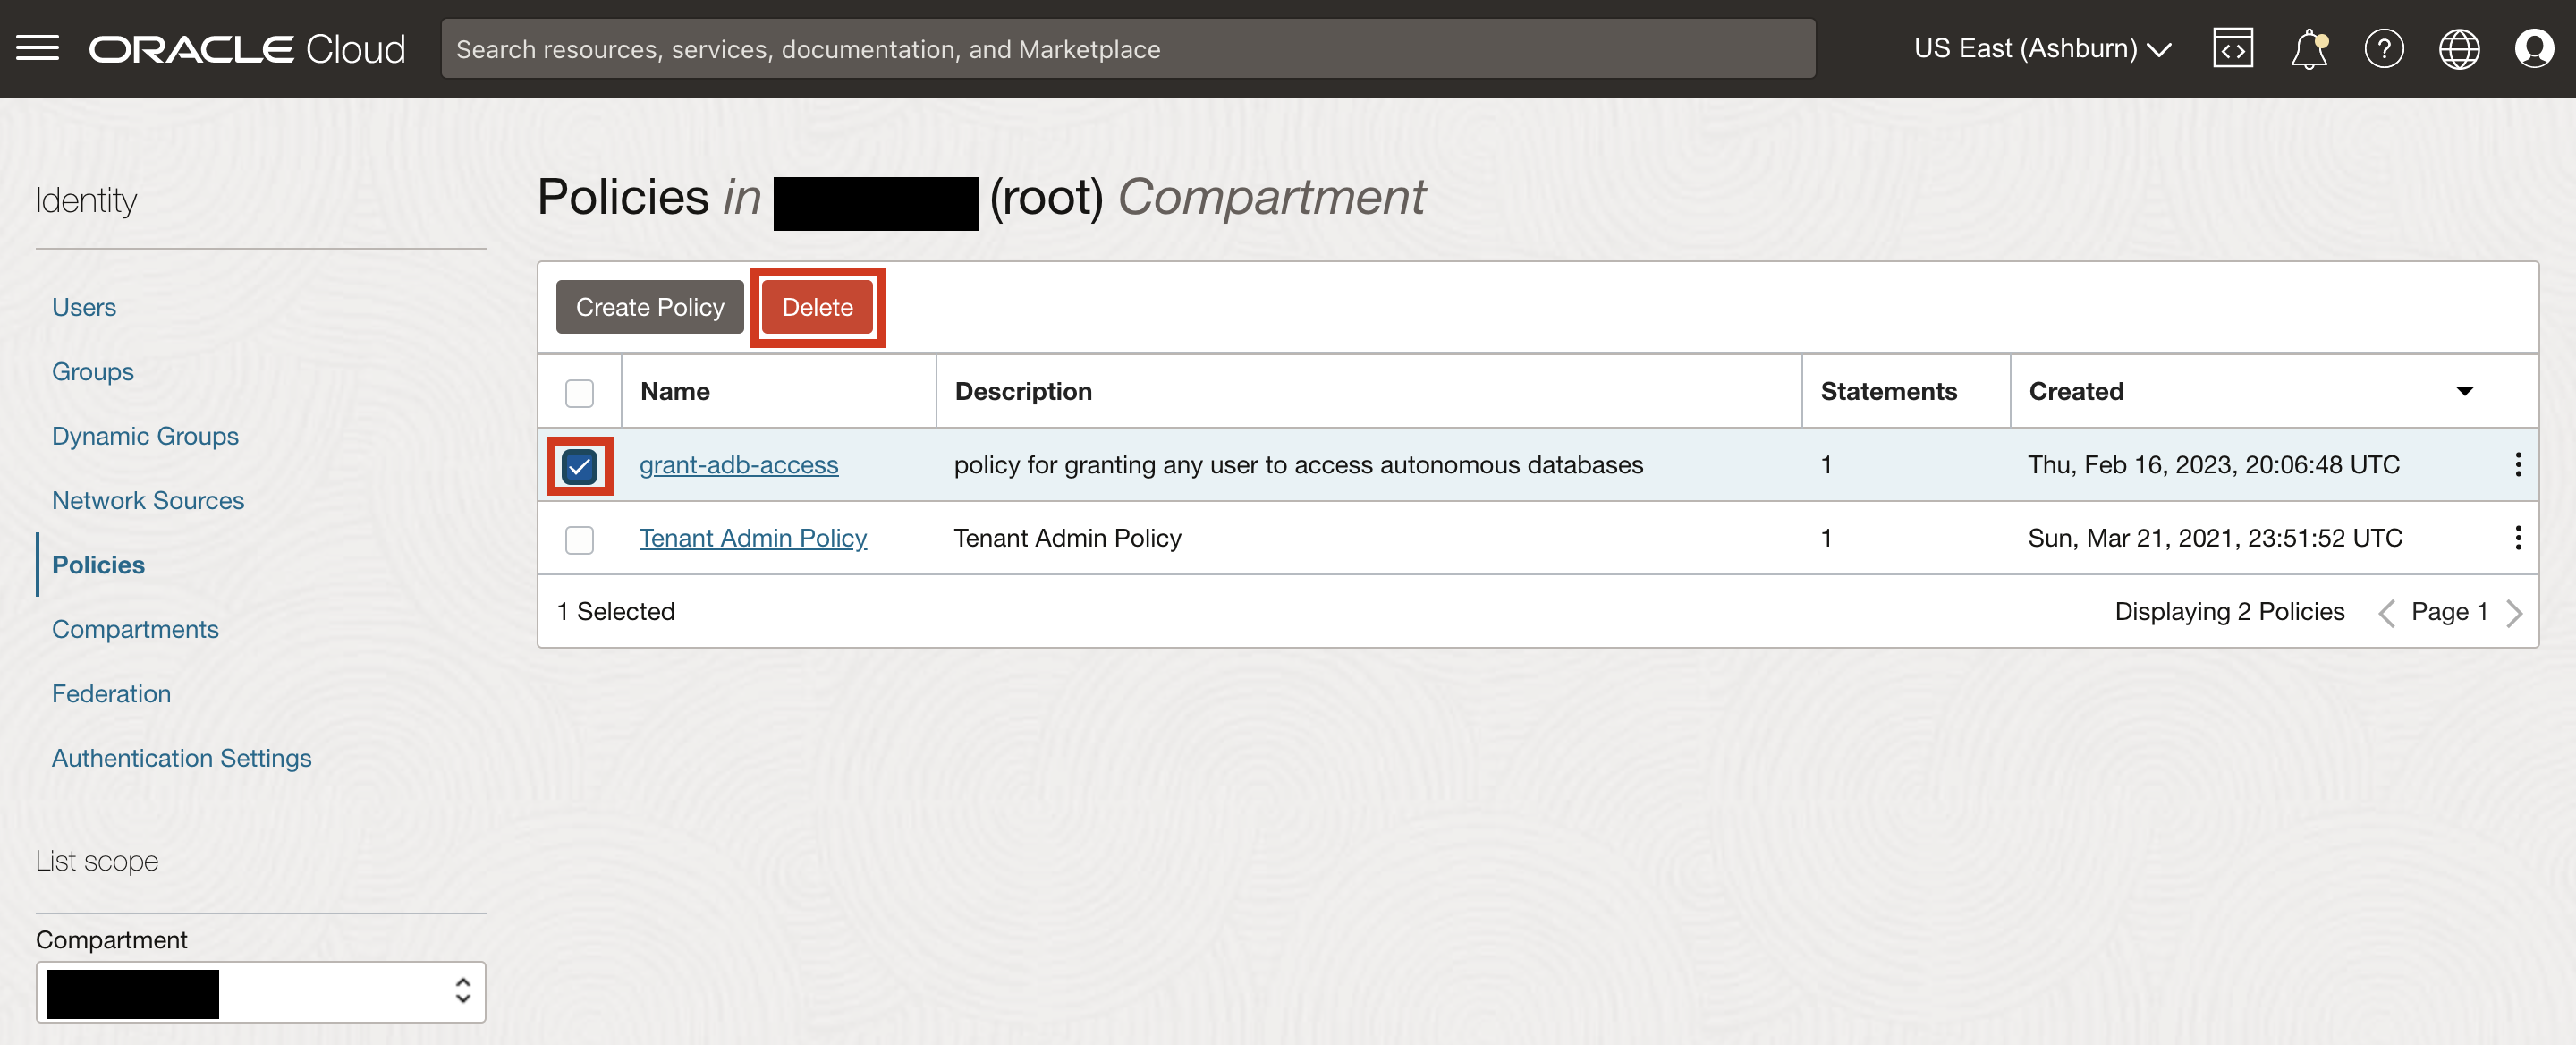 ORACLE Cloud
Search resources, services, documentation, and Marketplace
US East (Ashburn)
Identity
Users
Groups
Dynamic Groups
Network Sources
Policies
Compartments
Federation
Authentication Settings
List scope
Compartment
Policies in (root) Compartment
Create Policy Delete
Name Description Statements Created
grant-adb-access policy for granting any user to access autonomous databases 1 Thu, Feb 16, 2023, 20:06:48 UTC
Tenant Admin Policy Tenant Admin Policy 1 Sun, Mar 21, 2021, 23:51:52 UTC
1 Selected Displaying 2 Policies Page 1